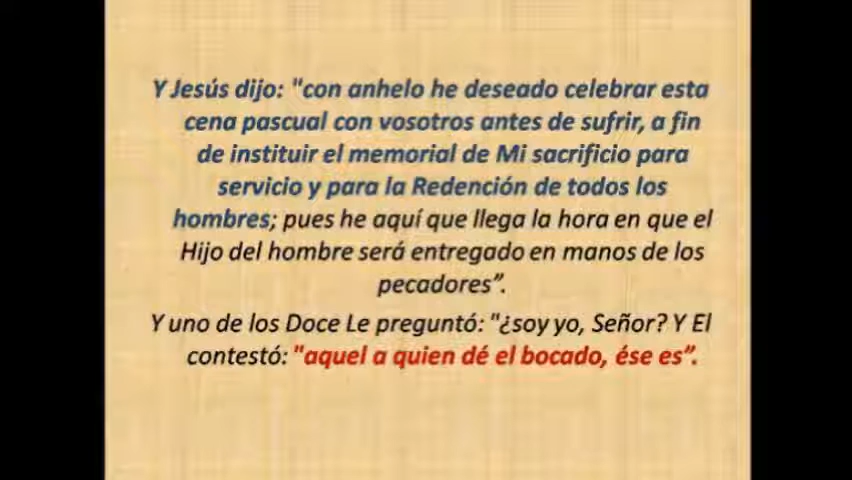 Y Jesús dijo: "con anhelo he deseado celebrar esta
cena pascual con vosotros antes de sufrir, a fin
de instituir el memorial de Mi sacrificio para
servicio y para la Redención de todos los
hombres; pues he aquí que llega la hora en que el
Hijo del hombre será entregado en manos de los
pecadores”.
Y uno de los Doce Le preguntó: "¿soy yo, Señor? Y El
contestó: "aquel a quien dé el bocado, ése es”.